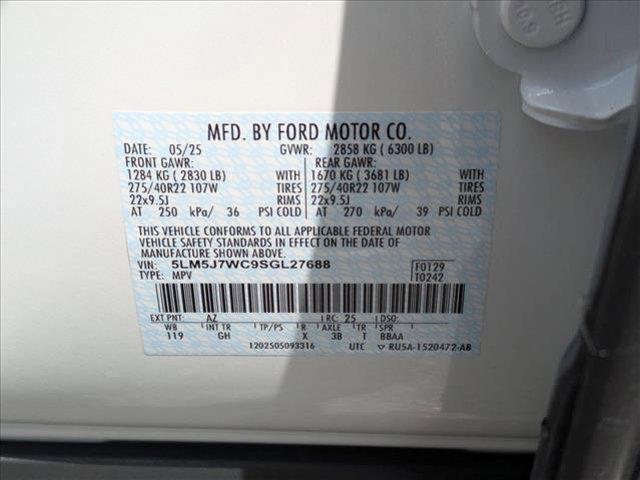 MFD. BY FORD MOTOR CO.
DATE: 05/25 GVWR: 2858 KG ( 6300 LB)
FRONT GAWR: REAR GAWR:
1284 KG ( 2830 LB) WITH 1670 KG ( 3681 LB) WITH
275/40R22 107W TIRES 275/40R22 107W TIRES
22x9.5J RIMS 22x9.5J RIMS
AT 250 kPa/ 36 PSI COLD AT 270 kPa/ 39 PSI COLD
THIS VEHICLE CONFORMS TO ALL APPLICABLE FEDERAL MOTOR
VEHICLE SAFETY STANDARDS IN EFFECT ON THE DATE OF
MANUFACTURE SHOWN ABOVE.
VIN: 5LM5J7WC9SGL27688 F0129
TYPE: MPV T0242
EXT PNT: AZ RC: 25 DSO:
WB INT TR TP/PS R AXLE TR SPR
119 GH X 3B T BBAA
1202505093316 UTC ▽ RU5A-1520472-AB